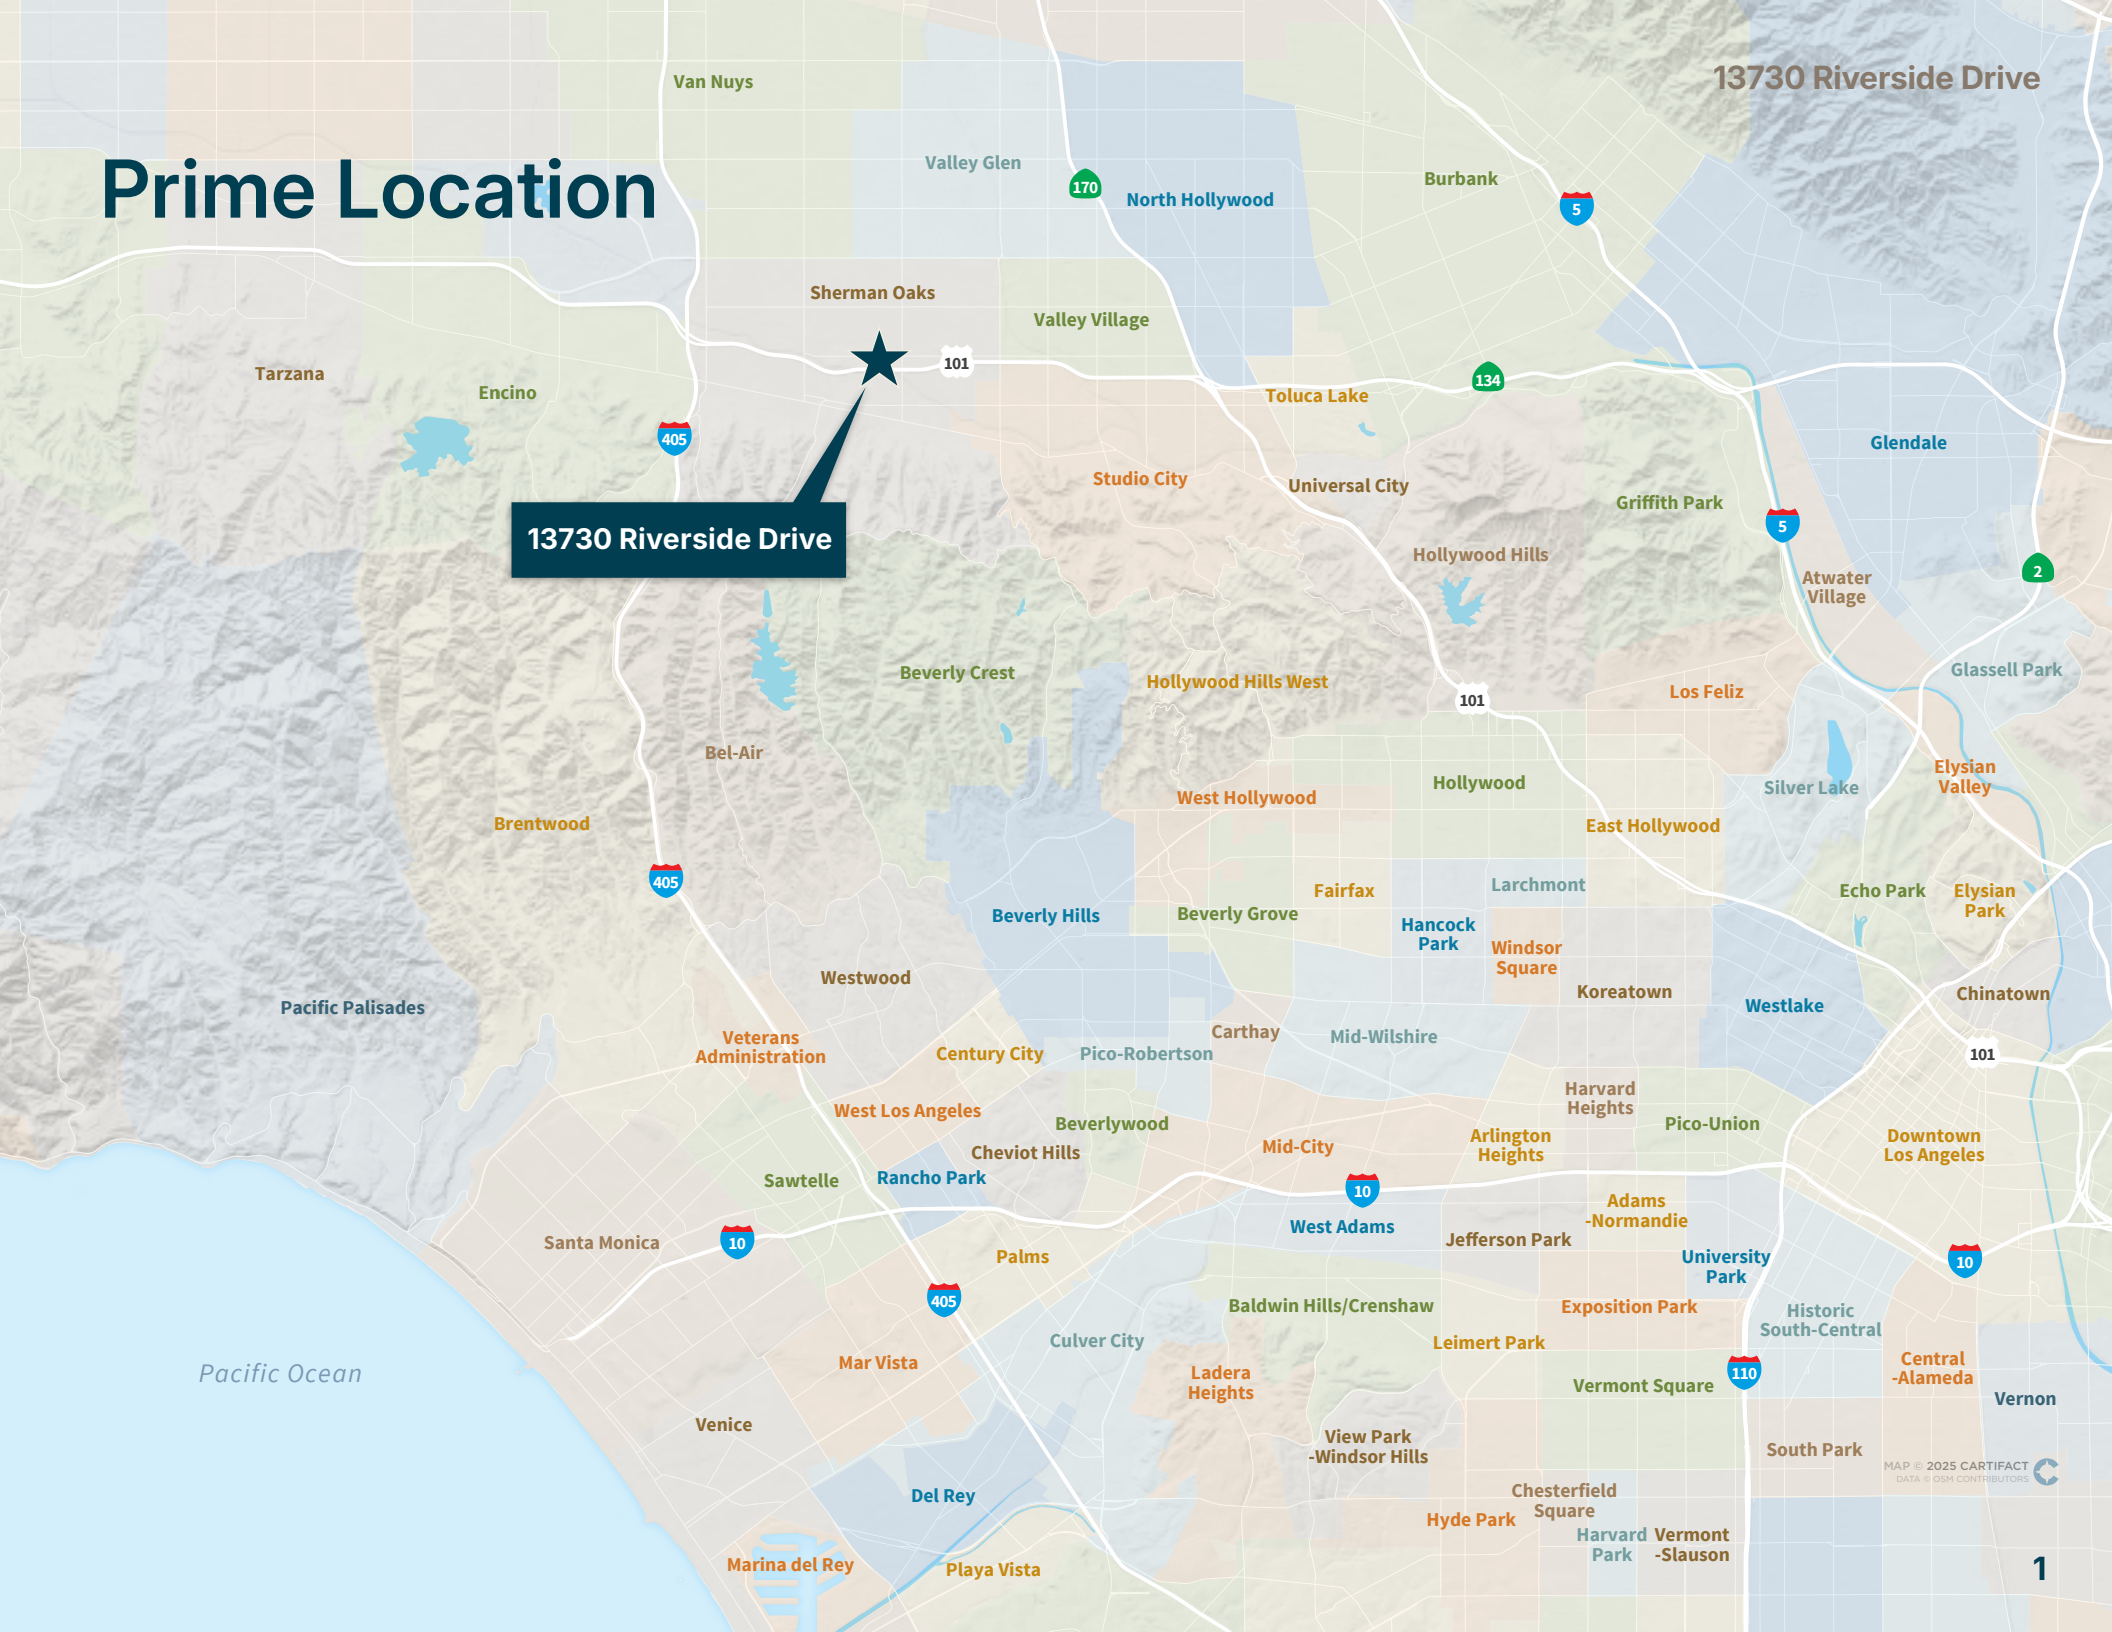 13730 Riverside Drive
Prime Location
Van Nuys
Valley Glen
170
North Hollywood
Burbank
5
Sherman Oaks
Valley Village
101
Tarzana
Encino
405
Toluca Lake
134
Glendale
Studio City
Universal City
Griffith Park
5
13730 Riverside Drive
Hollywood Hills
2
Atwater
Village
Beverly Crest
Hollywood Hills West
101
Los Feliz
Glassell Park
Bel-Air
Hollywood
Elysian
Valley
Silver Lake
West Hollywood
Brentwood
East Hollywood
405
Larchmont
Fairfax
Echo Park
Elysian
Park
Beverly Hills
Beverly Grove
Hancock
Park
Windsor
Square
Westwood
Koreatown
Chinatown
Pacific Palisades
Westlake
Veterans
Administration
Century City
Pico-Robertson
Carthay
Mid-Wilshire
101
Harvard
Heights
West Los Angeles
Beverlywood
Pico-Union
Cheviot Hills
Mid-City
Arlington
Heights
Downtown
Los Angeles
Sawtelle
Rancho Park
10
Adams
-Normandie
West Adams
Jefferson Park
Santa Monica
10
Palms
University
Park
10
405
Baldwin Hills/Crenshaw
Exposition Park
Historic
South-Central
Culver City
Leimert Park
Pacific Ocean
Mar Vista
Ladera
Heights
Vermont Square
110
Central
-Alameda
Vernon
Venice
View Park
-Windsor Hills
South Park
MAP © 2025 CARTIFACT
DATA © OSM CONTRIBUTORS
Del Rey
Chesterfield
Square
Hyde Park
Harvard
Park
Vermont
-Slauson
Marina del Rey
Playa Vista
1